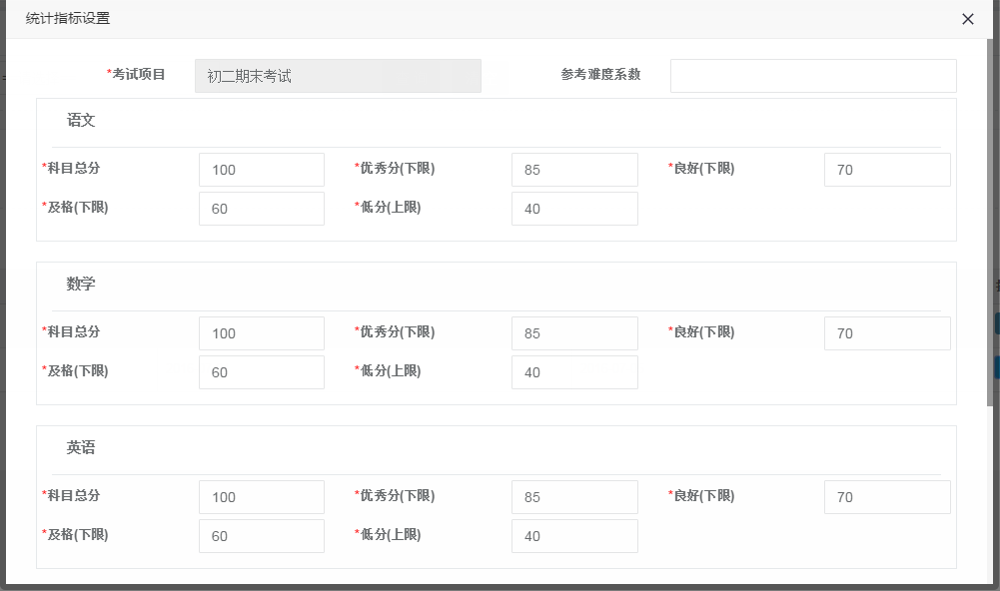 统计指标设置
*考试项目 初二期末考试 参考难度系数
语文
*科目总分 100 *优秀分(下限) 85 *良好(下限) 70
*及格(下限) 60 *低分(上限) 40
数学
*科目总分 100 *优秀分(下限) 85 *良好(下限) 70
*及格(下限) 60 *低分(上限) 40
英语
*科目总分 100 *优秀分(下限) 85 *良好(下限) 70
*及格(下限) 60 *低分(上限) 40